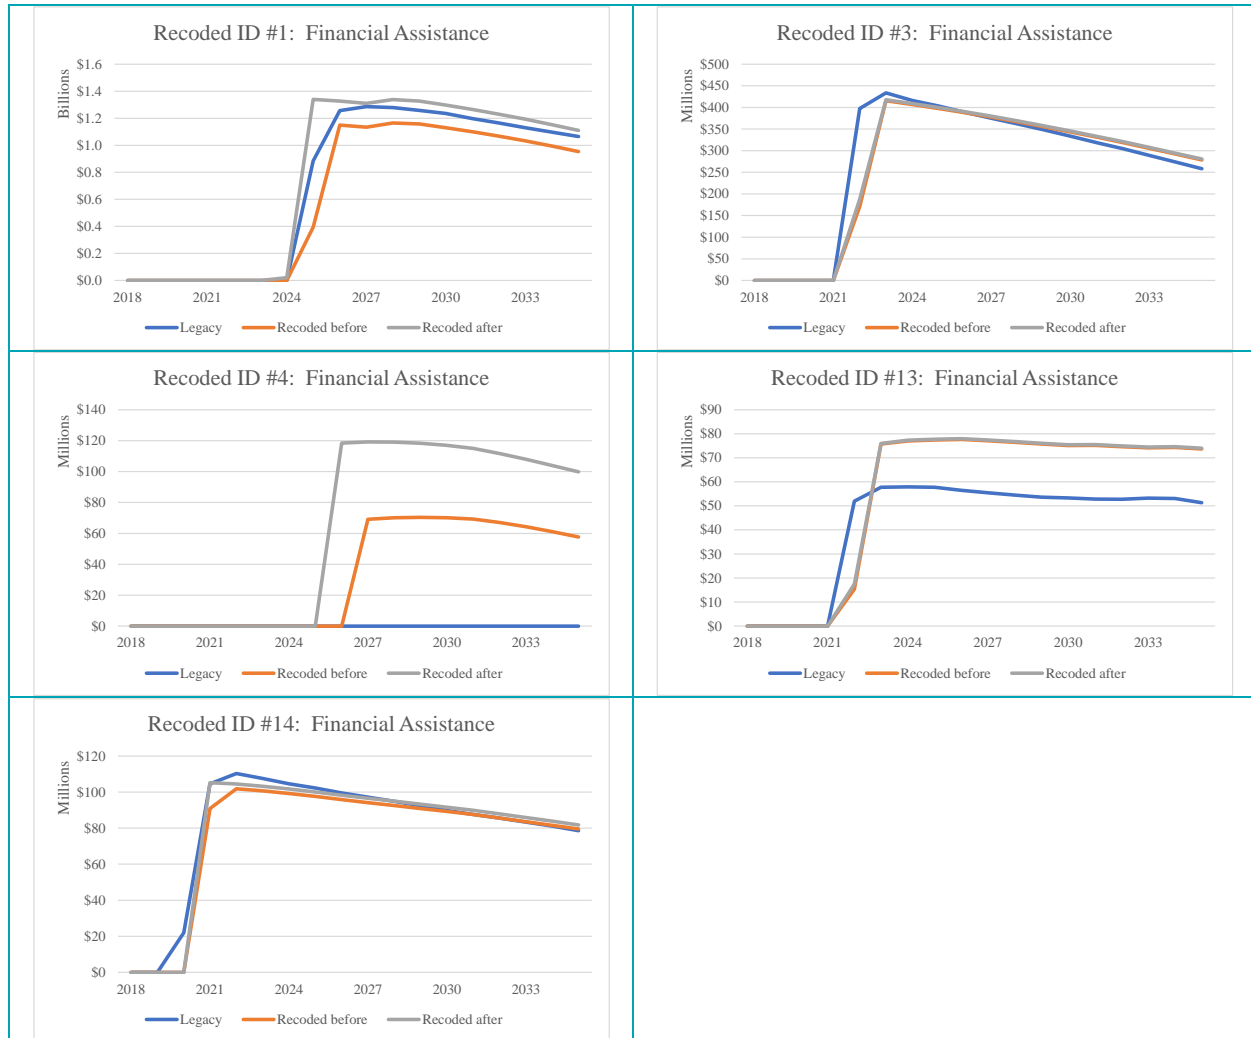 Recoded ID #1:  Financial Assistance
Billions
$1.6
$1.4
$1.2
$1.0
$0.8
$0.6
$0.4
$0.2
$0.0
2018 2021 2024 2027 2030 2033
Legacy Recoded before Recoded after
Recoded ID #3:  Financial Assistance
Millions
$500
$450
$400
$350
$300
$250
$200
$150
$100
$50
$0
2018 2021 2024 2027 2030 2033
Legacy Recoded before Recoded after
Recoded ID #4:  Financial Assistance
Millions
$140
$120
$100
$80
$60
$40
$20
$0
2018 2021 2024 2027 2030 2033
Legacy Recoded before Recoded after
Recoded ID #13:  Financial Assistance
Millions
$90
$80
$70
$60
$50
$40
$30
$20
$10
$0
2018 2021 2024 2027 2030 2033
Legacy Recoded before Recoded after
Recoded ID #14:  Financial Assistance
Millions
$120
$100
$80
$60
$40
$20
$0
2018 2021 2024 2027 2030 2033
Legacy Recoded before Recoded after